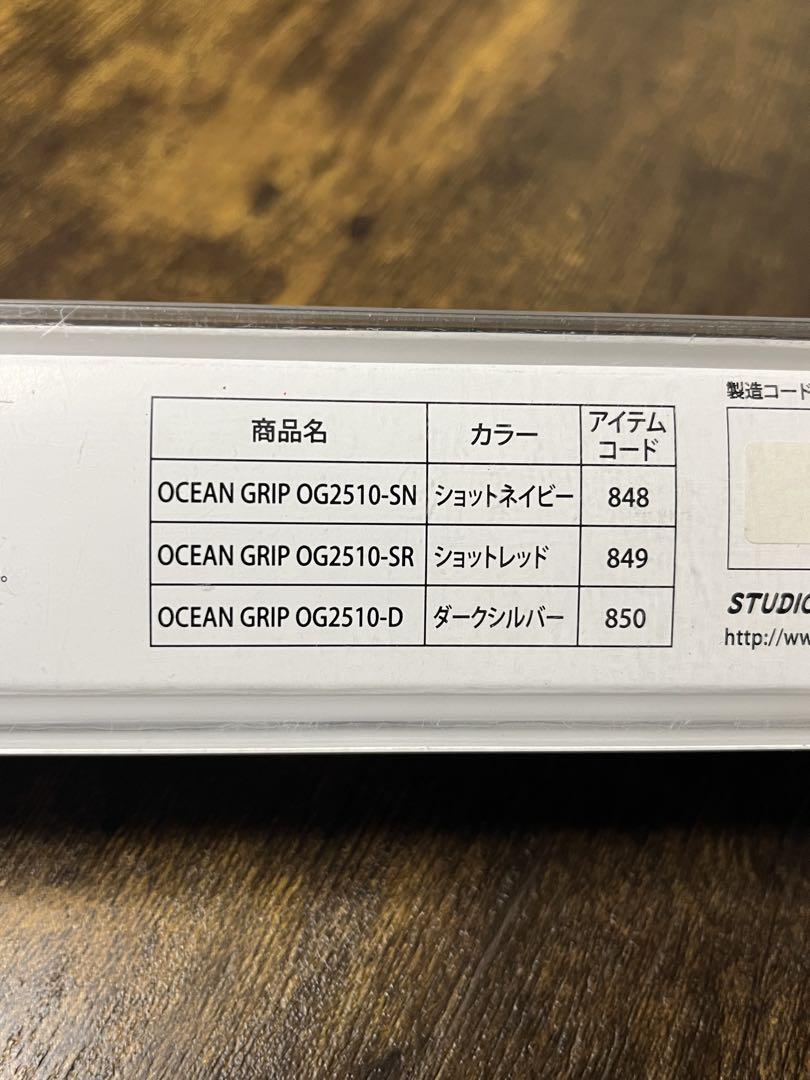 商品名 カラー アイテム
コード
OCEAN GRIP OG2510-SN ショットネイビー 848
OCEAN GRIP OG2510-SR ショットレッド 849
OCEAN GRIP OG2510-D ダークシルバー 850
。
製造コード
STUDIO
http://ww